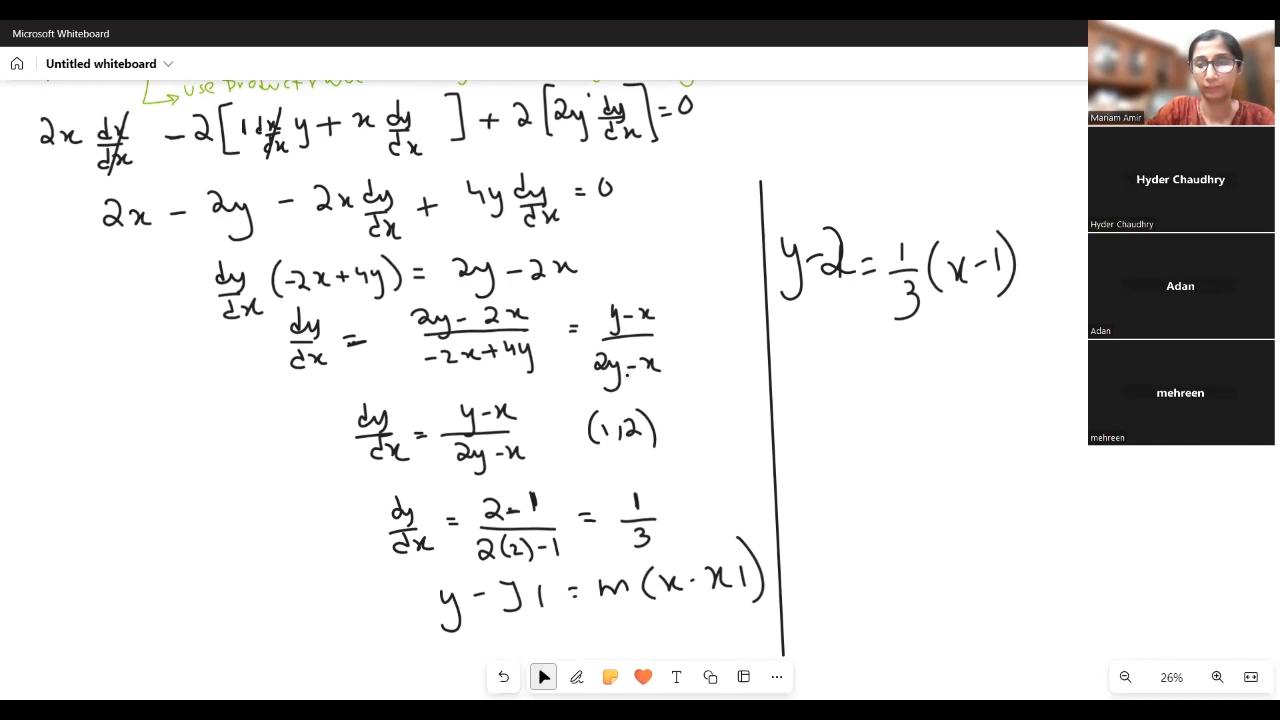 Microsoft Whiteboard
Untitled whiteboard
use Product
2x dx/dx - 2[1 dx/dx y + x dy/dx ] + 2[2y dy/dx] = 0
2x - 2y - 2x dy/dx + 4y dy/dx = 0
dy/dx (-2x+4y) = 2y - 2x
dy/dx = (2y - 2x)/(-2x+4y) = (y-x)/(2y-x)
dy/dx = (y-x)/(2y-x) (1,2)
dy/dx = (2-1)/(2(2)-1) = 1/3
y - y1 = m(x - x1)
y-2 = 1/3 (x-1)
26%
Mariam Amir
Hyder Chaudhry
Hyder Chaudhry
Adan
Adan
mehreen
mehreen